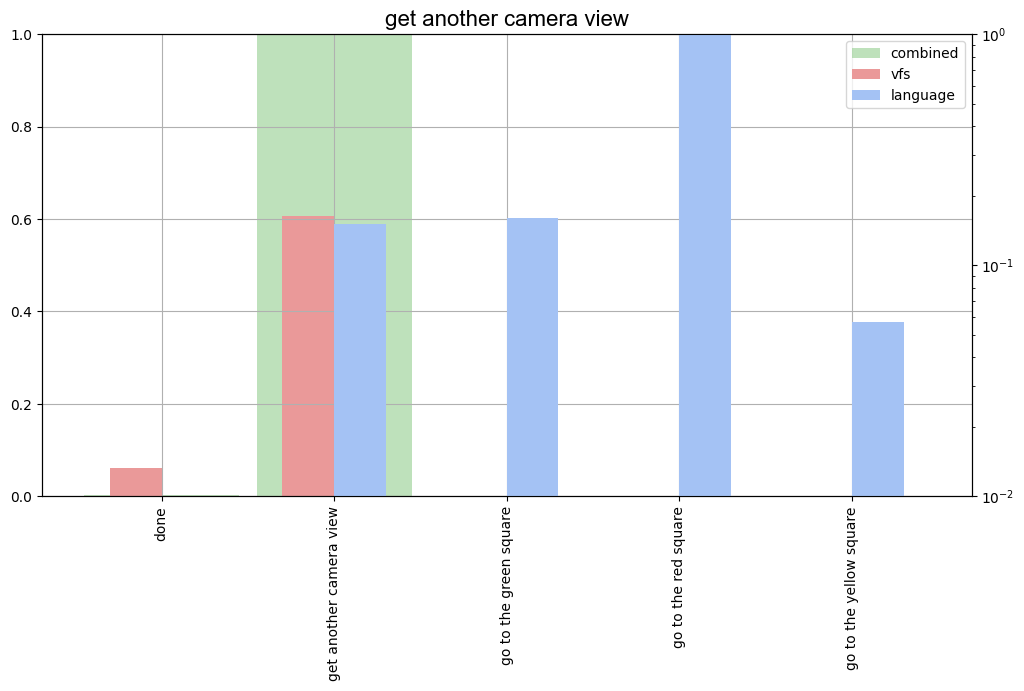 get another camera view
1.0
0.8
0.6
0.4
0.2
0.0
10⁰
10⁻¹
10⁻²
combined
vfs
language
done
get another camera view
go to the green square
go to the red square
go to the yellow square